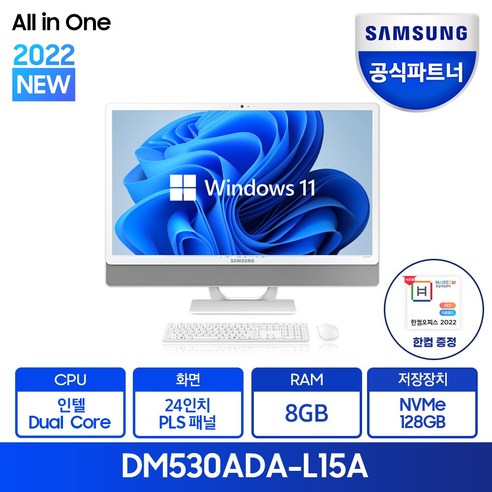 All in One
2022
NEW
SAMSUNG
공식파트너
Windows 11
SAMSUNG
한컴오피스 2022
한컴 증정
CPU
인텔
Dual Core
화면
24인치
PLS 패널
RAM
8GB
저장장치
NVMe
128GB
DM530ADA-L15A